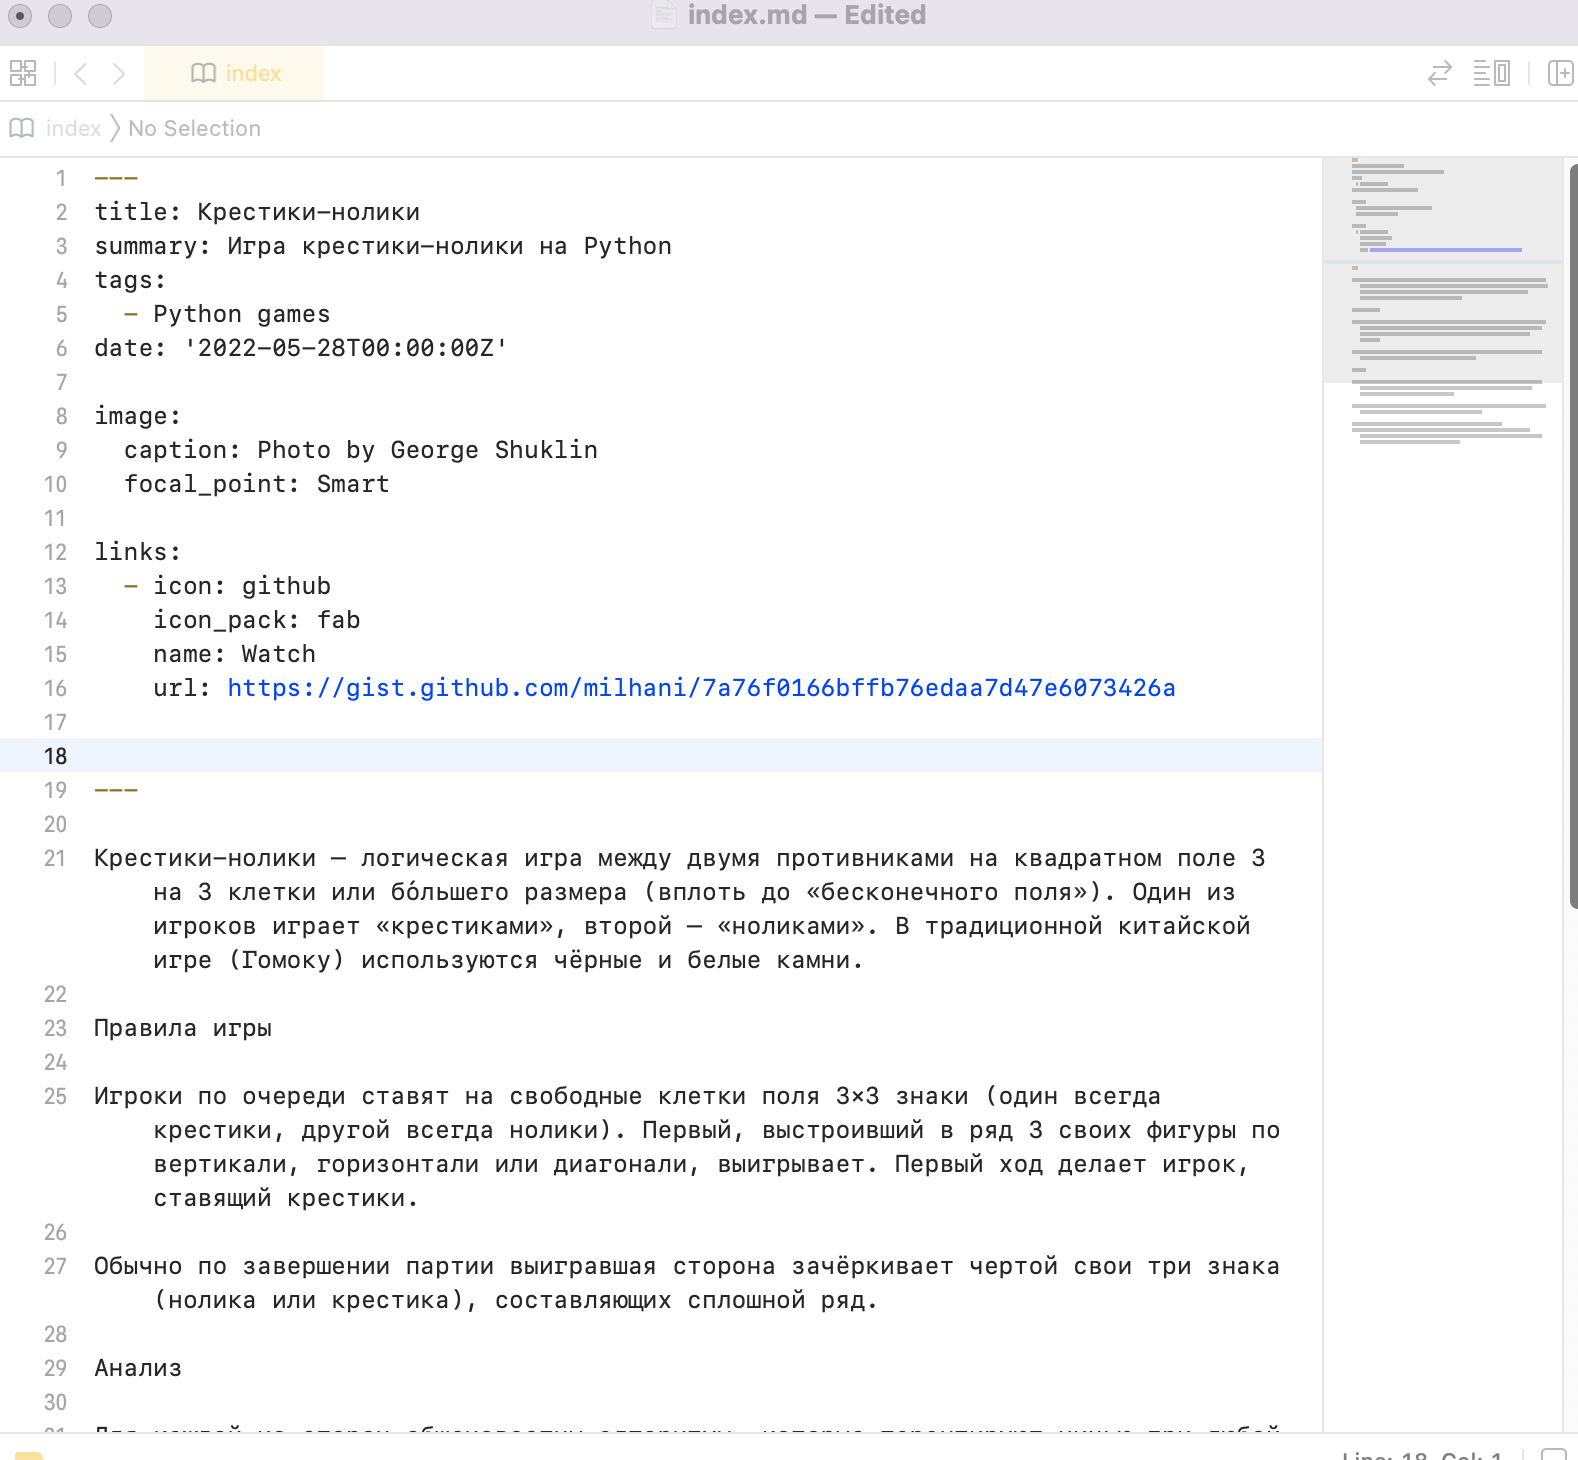 index.md — Edited
index
index
No Selection
1 ---
2 title: Крестики-нолики
3 summary: Игра крестики-нолики на Python
4 tags:
5 - Python games
6 date: '2022-05-28T00:00:00Z'
7
8 image:
9 caption: Photo by George Shuklin
10 focal_point: Smart
11
12 links:
13 - icon: github
14 icon_pack: fab
15 name: Watch
16 url: https://gist.github.com/milhani/7a76f0166bffb76edaa7d47e6073426a
17
18
19 ---
20
21 Крестики-нолики — логическая игра между двумя противниками на квадратном поле 3
на 3 клетки или бо́льшего размера (вплоть до «бесконечного поля»). Один из
игроков играет «крестиками», второй — «ноликами». В традиционной китайской
игре (Гомоку) используются чёрные и белые камни.
22
23 Правила игры
24
25 Игроки по очереди ставят на свободные клетки поля 3×3 знаки (один всегда
крестики, другой всегда нолики). Первый, выстроивший в ряд 3 своих фигуры по
вертикали, горизонтали или диагонали, выигрывает. Первый ход делает игрок,
ставящий крестики.
26
27 Обычно по завершении партии выигравшая сторона зачёркивает чертой свои три знака
(нолика или крестика), составляющих сплошной ряд.
28
29 Анализ
30
Line: 18 Col: 1